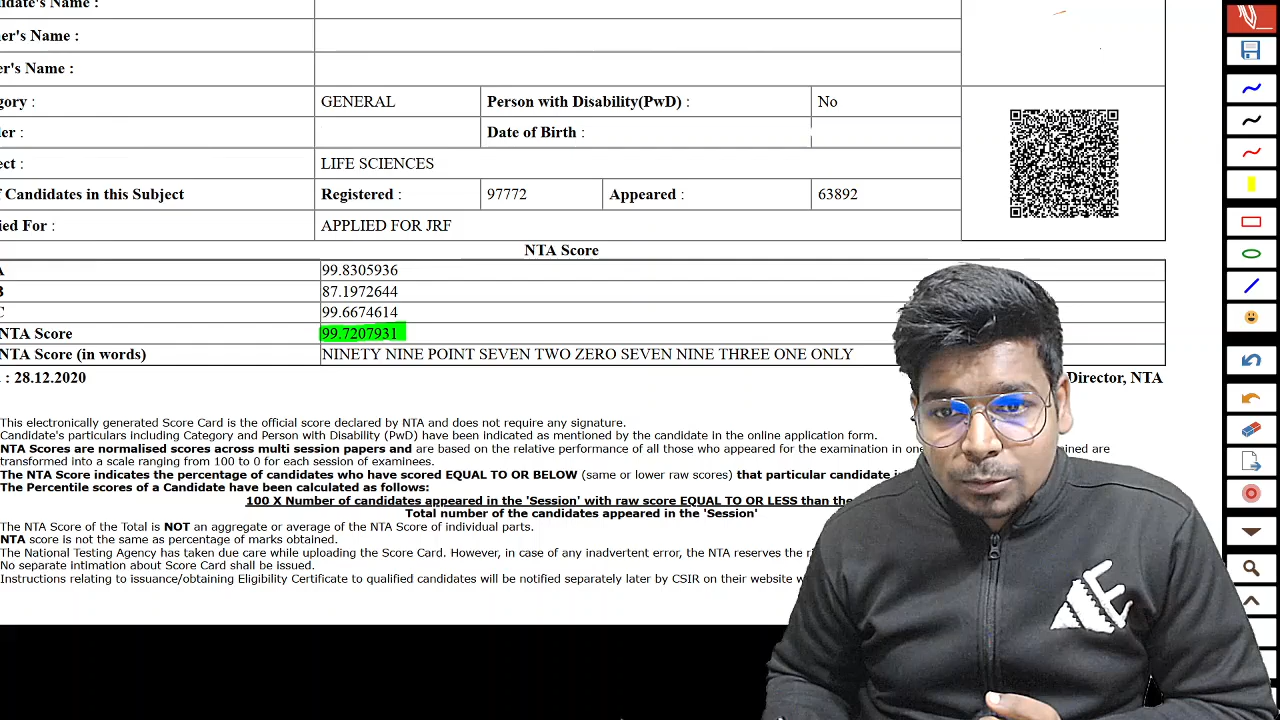 didate's Name :
er's Name :
er's Name :
gory : GENERAL Person with Disability(PwD) : No
er : Date of Birth :
ect : LIFE SCIENCES
f Candidates in this Subject Registered : 97772 Appeared : 63892
ied For : APPLIED FOR JRF
NTA Score
A 99.8305936
B 87.1972644
C 99.6674614
NTA Score 99.7207931
NTA Score (in words) NINETY NINE POINT SEVEN TWO ZERO SEVEN NINE THREE ONE ONLY
: 28.12.2020 Director, NTA
This electronically generated Score Card is the official score declared by NTA and does not require any signature.
Candidate's particulars including Category and Person with Disability (PwD) have been indicated as mentioned by the candidate in the online application form.
NTA Scores are normalised scores across multi session papers and are based on the relative performance of all those who appeared for the examination in one ined are
transformed into a scale ranging from 100 to 0 for each session of examinees.
The NTA Score indicates the percentage of candidates who have scored EQUAL TO OR BELOW (same or lower raw scores) that particular candidate i
The Percentile scores of a Candidate have been calculated as follows:
100 X Number of candidates appeared in the 'Session' with raw score EQUAL TO OR LESS than the
Total number of the candidates appeared in the 'Session'
The NTA Score of the Total is NOT an aggregate or average of the NTA Score of individual parts.
NTA score is not the same as percentage of marks obtained.
The National Testing Agency has taken due care while uploading the Score Card. However, in case of any inadvertent error, the NTA reserves the ri
No separate intimation about Score Card shall be issued.
Instructions relating to issuance/obtaining Eligibility Certificate to qualified candidates will be notified separately later by CSIR on their website w